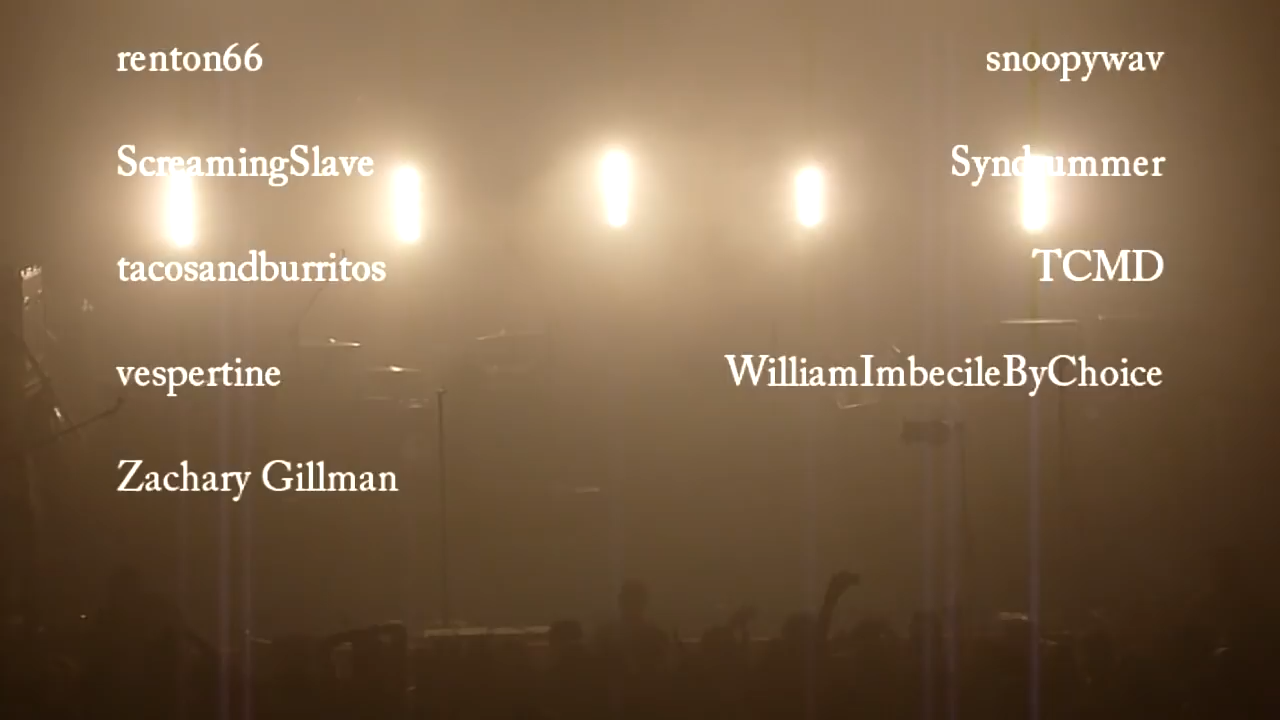 renton66
snoopywav
ScreamingSlave
Syndrummer
tacosandburritos
TCMD
vespertine
WilliamImbecileByChoice
Zachary Gillman